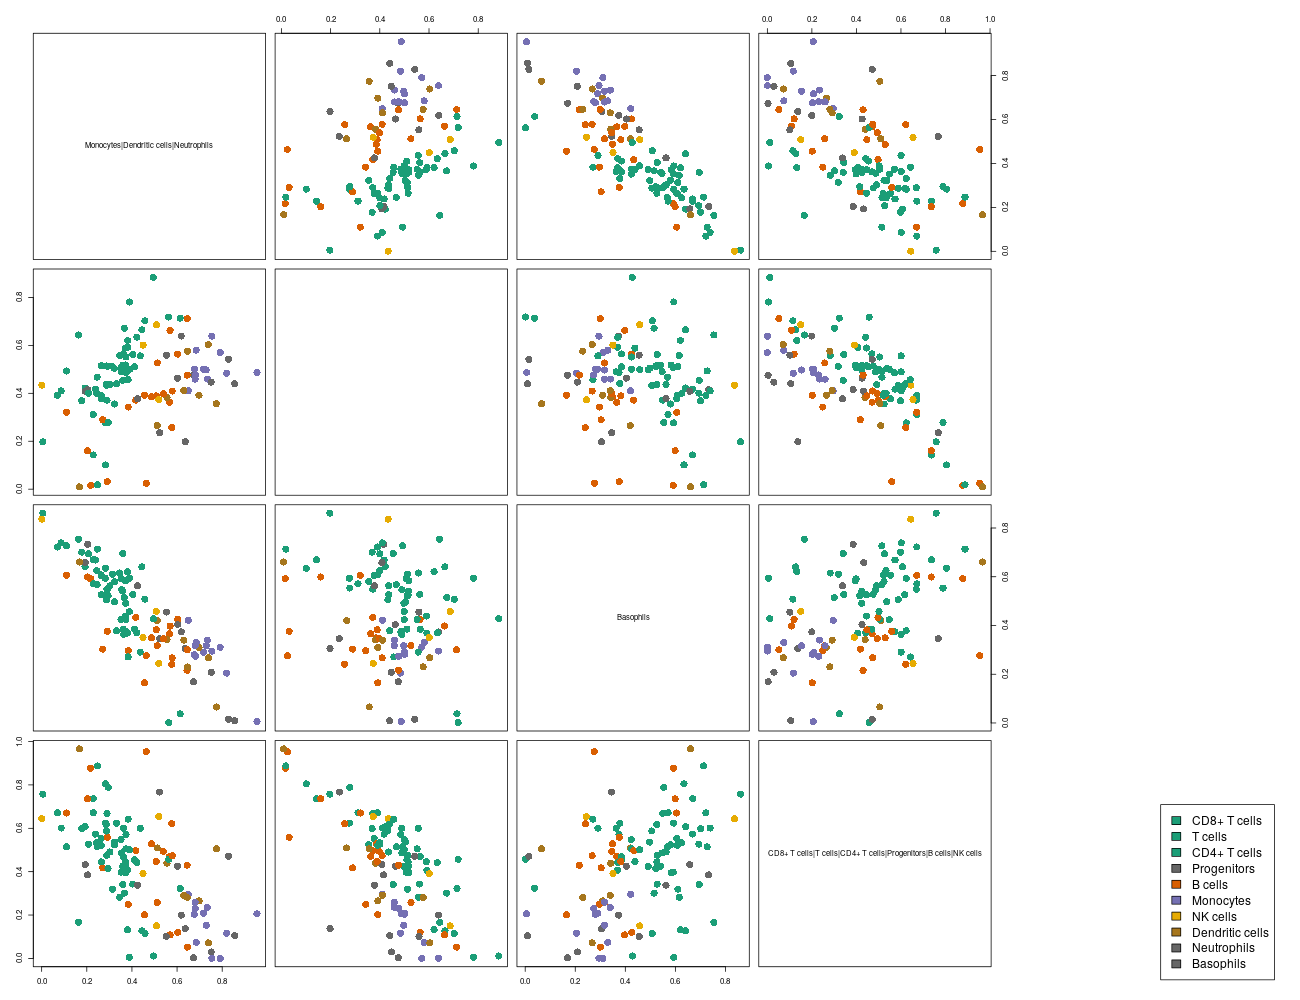 0.0 0.2 0.4 0.6 0.8
0.0 0.2 0.4 0.6 0.8 1.0
Monocytes|Dendritic cells|Neutrophils
0.8
0.6
0.4
0.2
0.0
0.8
0.6
0.4
0.2
0.0
Basophils
0.8
0.6
0.4
0.2
0.0
1.0
0.8
0.6
0.4
0.2
0.0
CD8+ T cells|T cells|CD4+ T cells|Progenitors|B cells|NK cells
0.0 0.2 0.4 0.6 0.8
0.0 0.2 0.4 0.6 0.8
CD8+ T cells
T cells
CD4+ T cells
Progenitors
B cells
Monocytes
NK cells
Dendritic cells
Neutrophils
Basophils